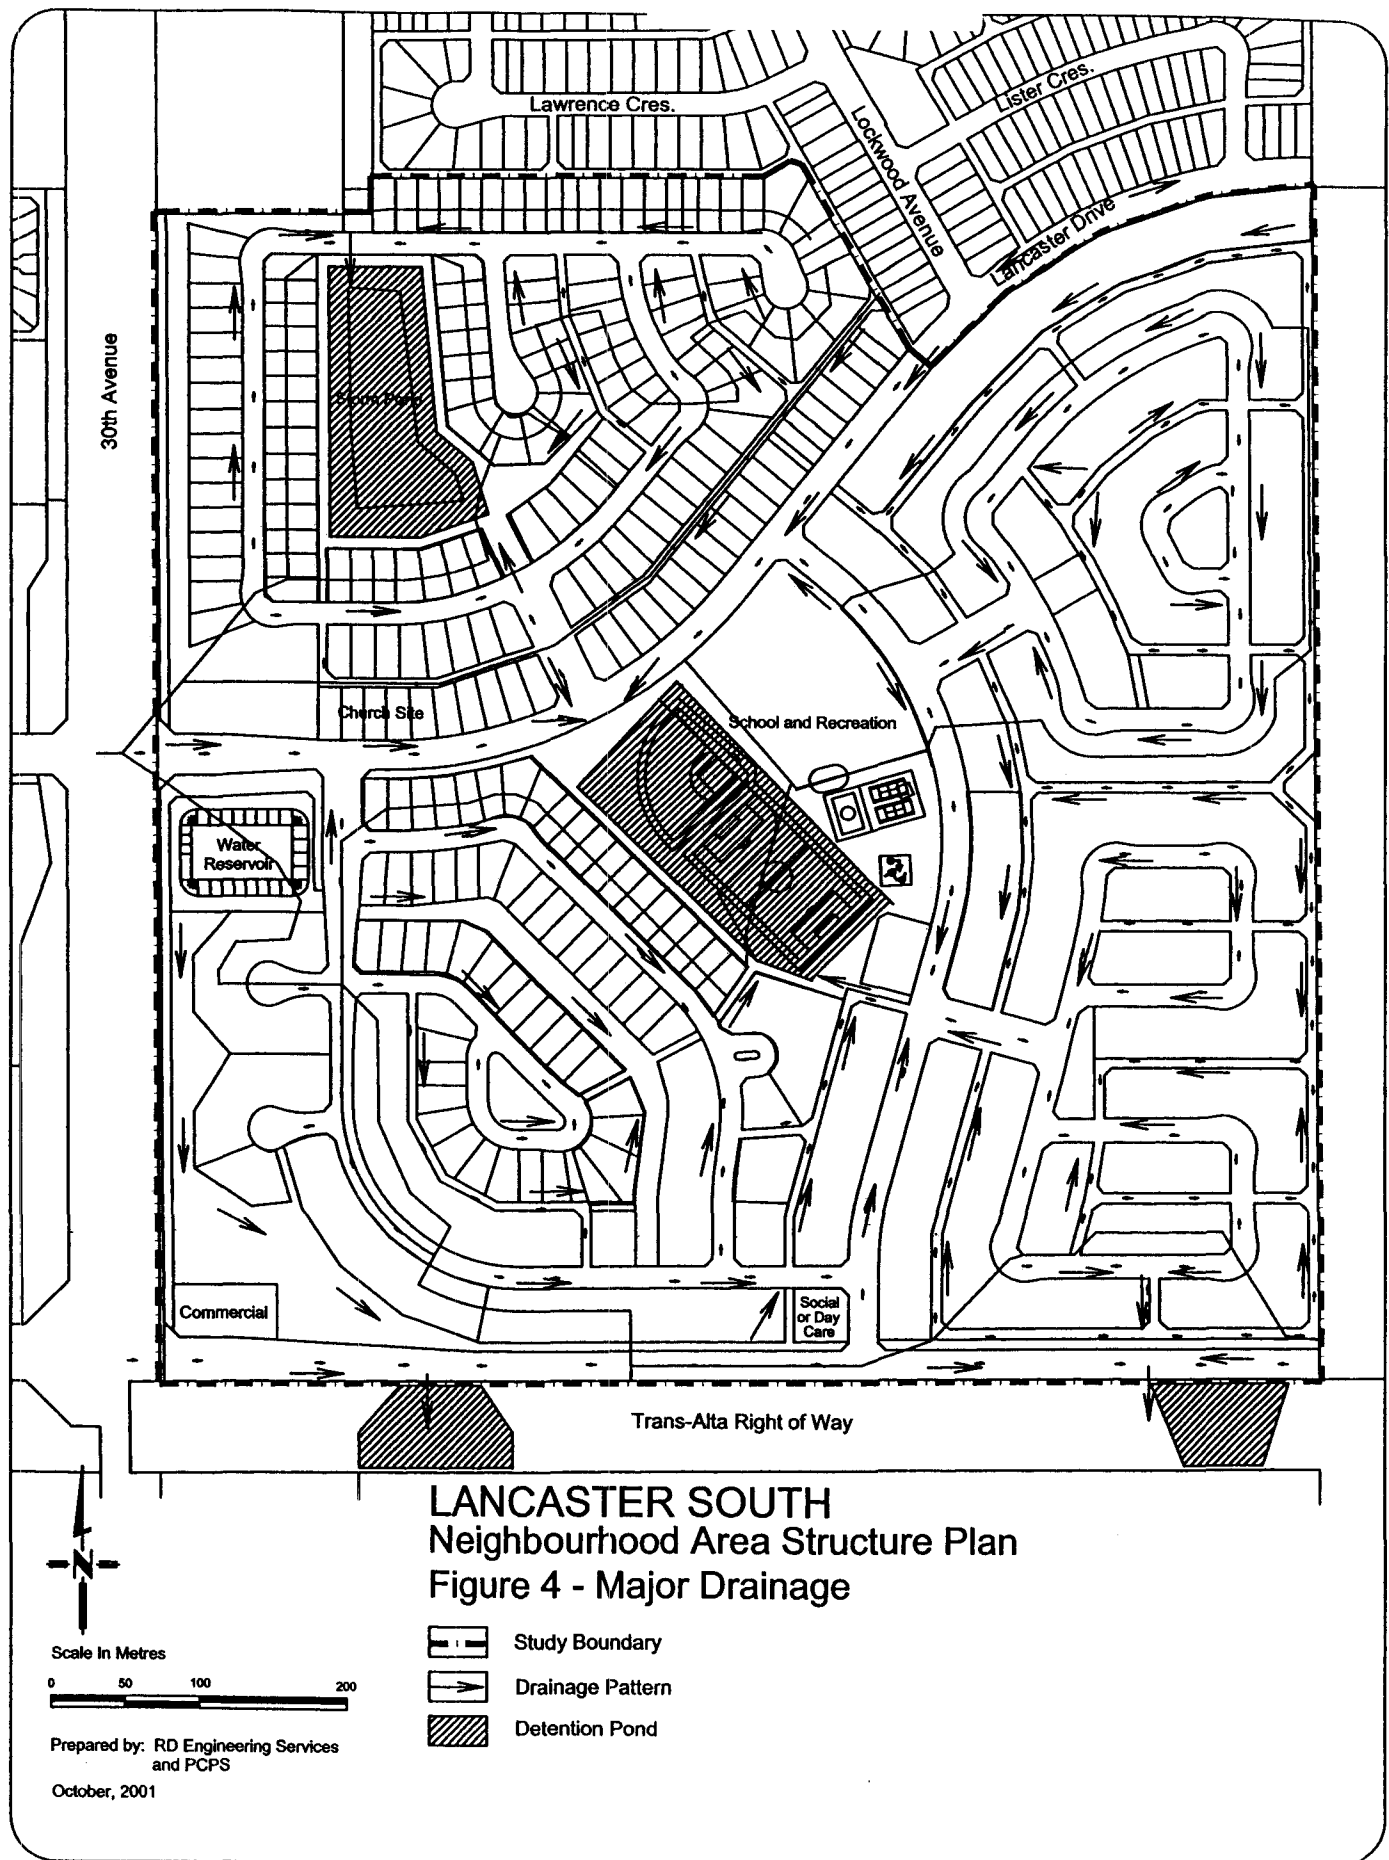 Lawrence Cres.
Lister Cres.
Lockwood Avenue
Lancaster Drive
30th Avenue
Storm Pond
Church Site
School and Recreation
Water
Reservoir
Commercial
Social
or Day
Care
Trans-Alta Right of Way
LANCASTER SOUTH
Neighbourhood Area Structure Plan
Figure 4 - Major Drainage
N
Study Boundary
Drainage Pattern
Detention Pond
Scale In Metres
0 50 100 200
Prepared by: RD Engineering Services
and PCPS
October, 2001